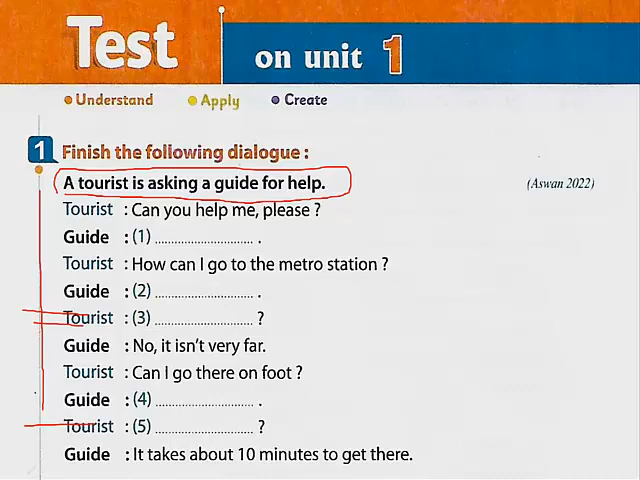 Test
on unit 1
Understand Apply Create
1 Finish the following dialogue :
A tourist is asking a guide for help. (Aswan 2022)
Tourist : Can you help me, please ?
Guide : (1) ................................ .
Tourist : How can I go to the metro station ?
Guide : (2) ................................ .
Tourist : (3) ................................ ?
Guide : No, it isn't very far.
Tourist : Can I go there on foot ?
Guide : (4) ................................ .
Tourist : (5) ................................ ?
Guide : It takes about 10 minutes to get there.